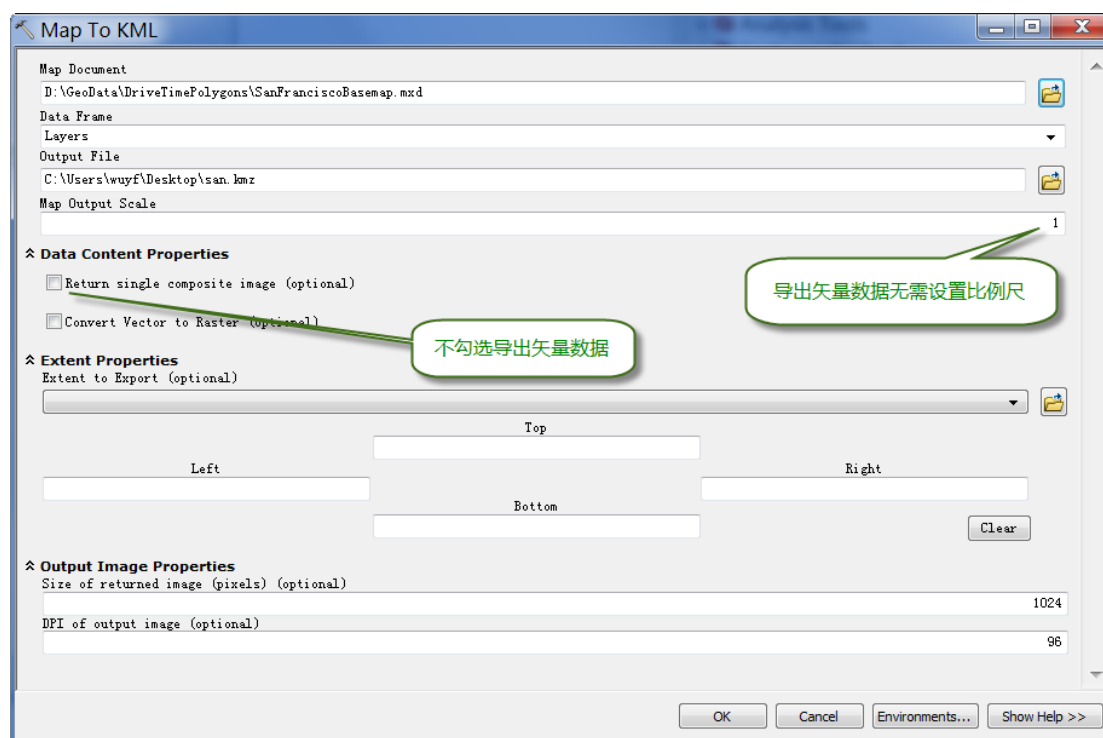 Map To KML
Map Document
D:\GeoData\DriveTimePolygons\SanFranciscoBasemap.mxd
Data Frame
Layers
Output File
C:\Users\wuyf\Desktop\san.kmz
Map Output Scale
1
Data Content Properties
Return single composite image (optional)
导出矢量数据无需设置比例尺
Convert Vector to Raster (optional)
不勾选导出矢量数据
Extent Properties
Extent to Export (optional)
Top
Left
Right
Bottom
Clear
Output Image Properties
Size of returned image (pixels) (optional)
1024
DPI of output image (optional)
96
OK
Cancel
Environments...
Show Help >>